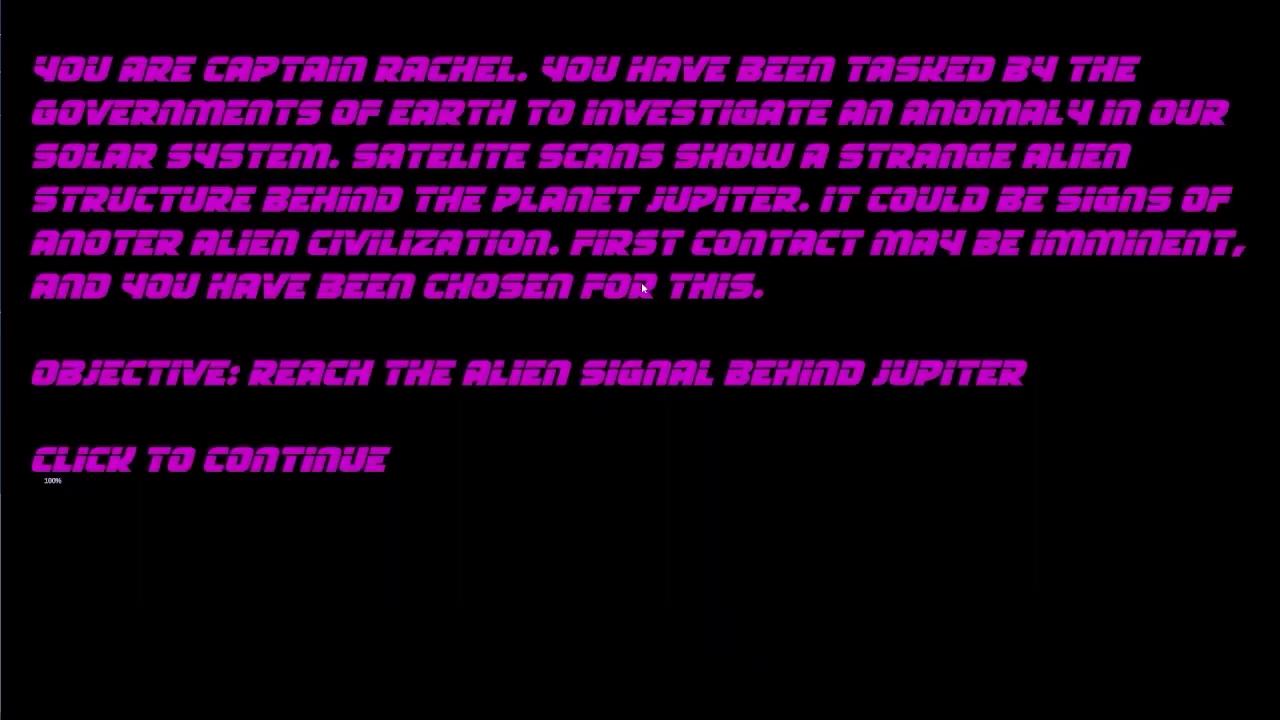 YOU ARE CAPTAIN RACHEL. YOU HAVE BEEN TASKED BY THE
GOVERNMENTS OF EARTH TO INVESTIGATE AN ANOMALY IN OUR
SOLAR SYSTEM. SATELITE SCANS SHOW A STRANGE ALIEN
STRUCTURE BEHIND THE PLANET JUPITER. IT COULD BE SIGNS OF
ANOTER ALIEN CIVILIZATION. FIRST CONTACT MAY BE IMMINENT,
AND YOU HAVE BEEN CHOSEN FOR THIS.
OBJECTIVE: REACH THE ALIEN SIGNAL BEHIND JUPITER
CLICK TO CONTINUE
100%